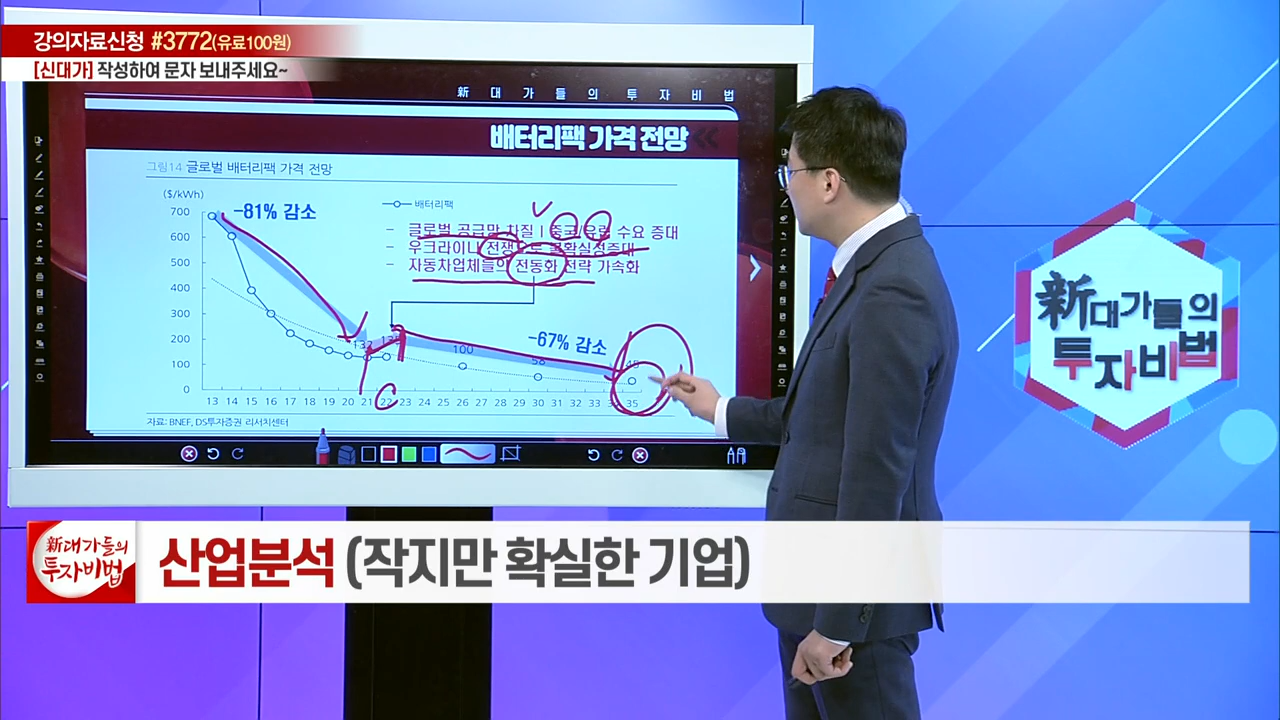 강의자료신청 #3772(유료100원)
[신대가] 작성하여 문자 보내주세요~
新 대 가 들 의 투 자 비 법
배터리팩 가격 전망
그림14 글로벌 배터리팩 가격 전망
($/kWh)
700
600
500
400
300
200
100
0
-81% 감소
배터리팩
- 글로벌 공급망 차질 | 중국/유럽 수요 증대
- 우크라이나 전쟁으로 불확실성증대
- 자동차업체들의 전동화 전략 가속화
132
-67% 감소
100
58
13 14 15 16 17 18 19 20 21 22 23 24 25 26 27 28 29 30 31 32 33 34 35
C
자료: BNEF, DS투자증권 리서치센터
新대가들의
투자비법
新대가들의
투자비법
산업분석 (작지만 확실한 기업)